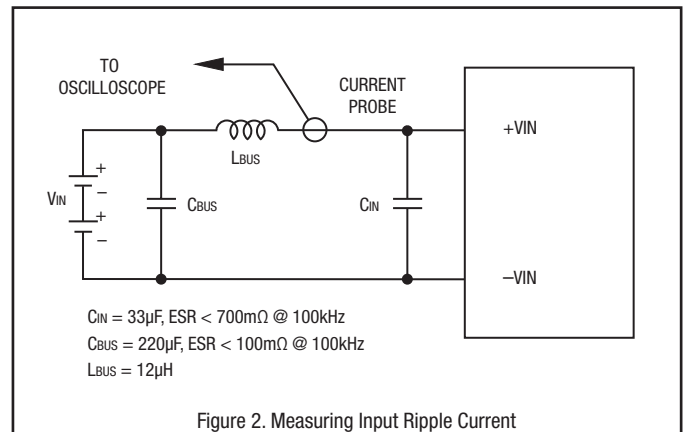 TO
OSCILLOSCOPE
CURRENT
PROBE
+VIN
LBUS
+
VIN
−
+
−
CBUS
CIN
−VIN
CIN = 33µF, ESR < 700mΩ @ 100kHz
CBUS = 220µF, ESR < 100mΩ @ 100kHz
LBUS = 12µH
Figure 2. Measuring Input Ripple Current